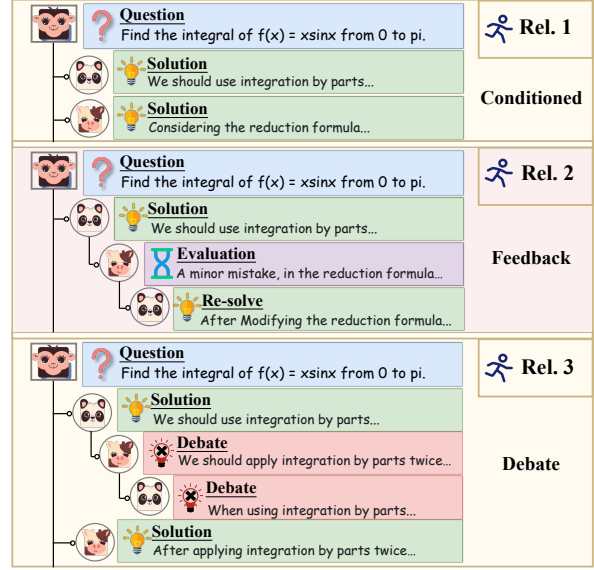 Question
Find the integral of f(x) = xsinx from 0 to pi.
Rel. 1
Solution
We should use integration by parts...
Conditioned
Solution
Considering the reduction formula...
Question
Find the integral of f(x) = xsinx from 0 to pi.
Rel. 2
Solution
We should use integration by parts...
Evaluation
A minor mistake, in the reduction formula...
Feedback
Re-solve
After Modifying the reduction formula...
Question
Find the integral of f(x) = xsinx from 0 to pi.
Rel. 3
Solution
We should use integration by parts...
Debate
We should apply integration by parts twice...
Debate
Debate
When using integration by parts...
Solution
After applying integration by parts twice...